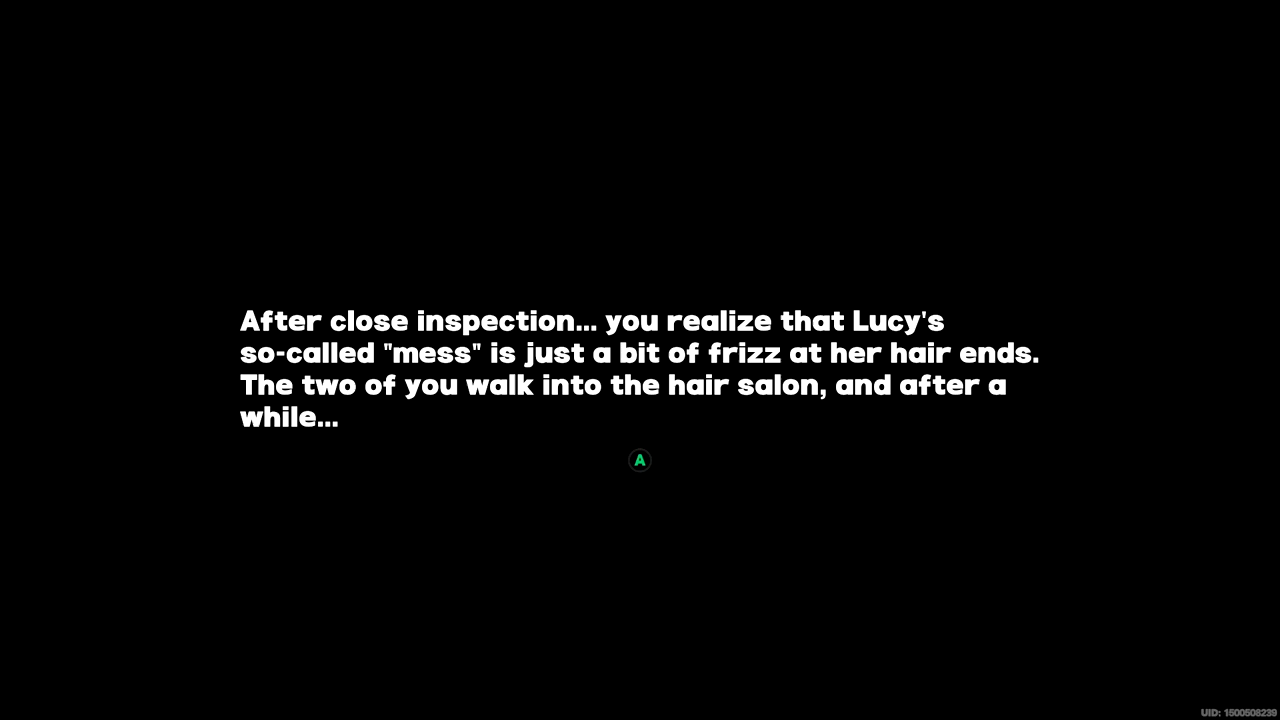 After close inspection... you realize that Lucy's
so-called "mess" is just a bit of frizz at her hair ends.
The two of you walk into the hair salon, and after a
while...
A
UID: 1500508239